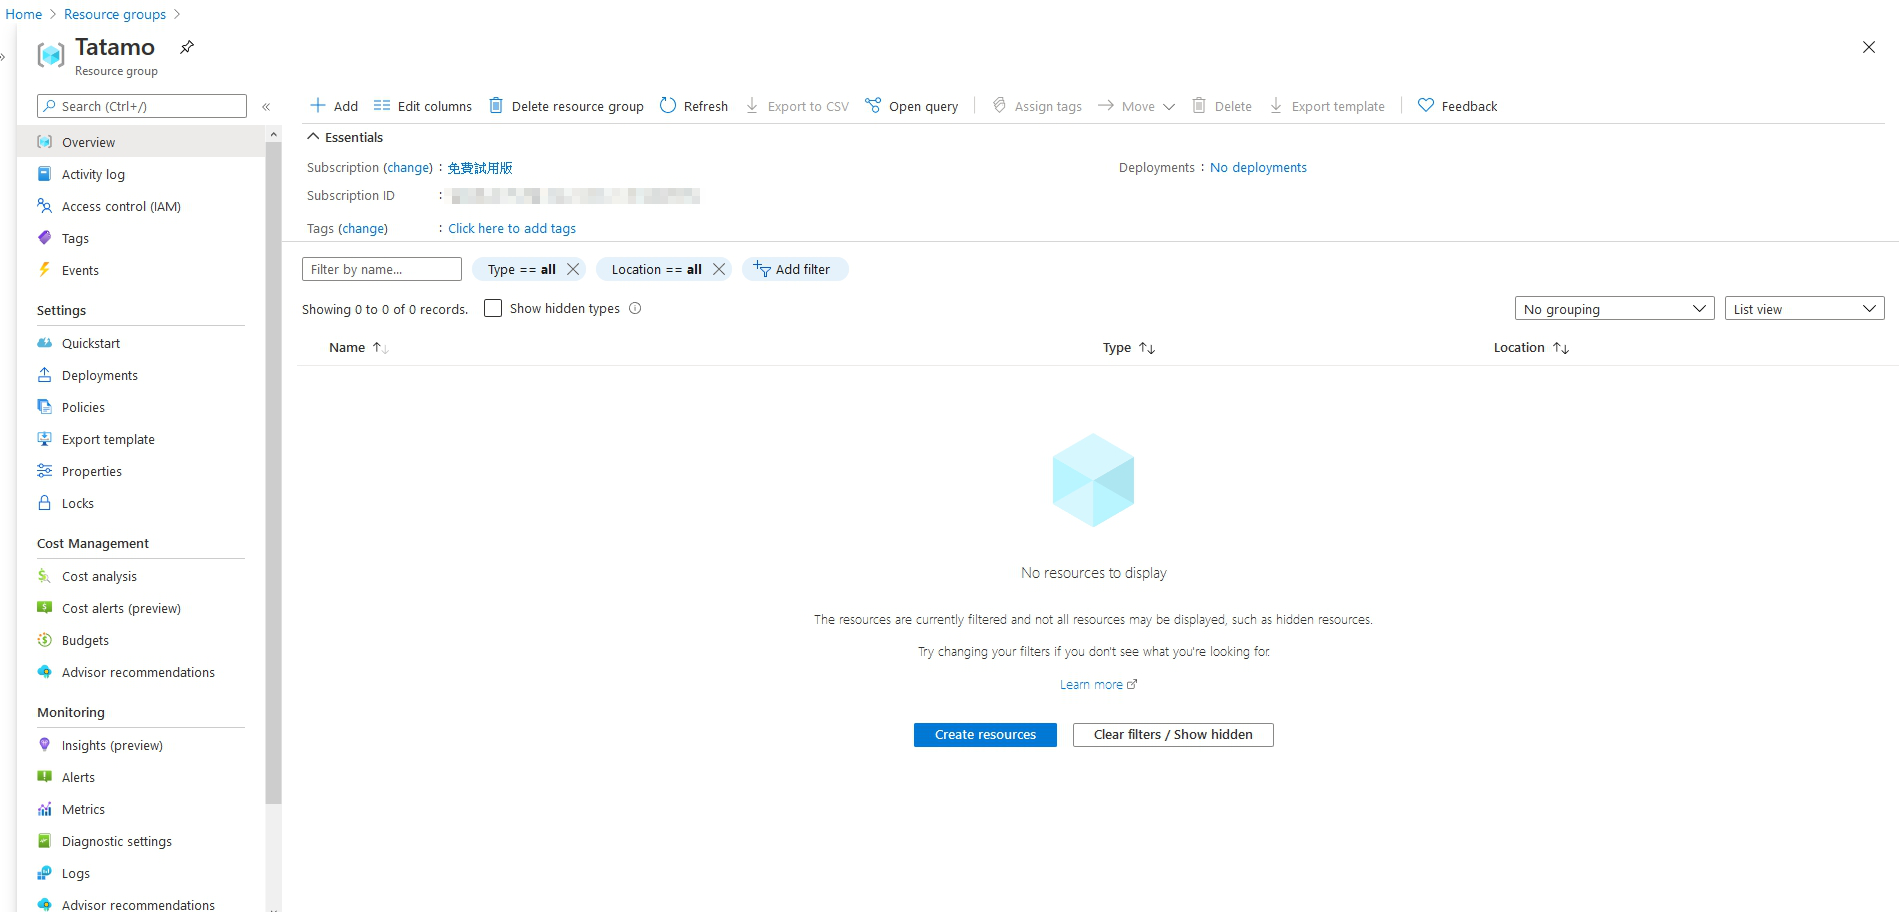 Home > Resource groups >
Tatamo
Resource group
Search (Ctrl+/)
Overview
Activity log
Access control (IAM)
Tags
Events
Settings
Quickstart
Deployments
Policies
Export template
Properties
Locks
Cost Management
Cost analysis
Cost alerts (preview)
Budgets
Advisor recommendations
Monitoring
Insights (preview)
Alerts
Metrics
Diagnostic settings
Logs
Advisor recommendations
Add Edit columns Delete resource group Refresh Export to CSV Open query Assign tags Move Delete Export template Feedback
Essentials
Subscription (change) : 免費試用版 Deployments : No deployments
Subscription ID :
Tags (change) : Click here to add tags
Filter by name... Type == all Location == all Add filter
Showing 0 to 0 of 0 records. Show hidden types No grouping List view
Name Type Location
No resources to display
The resources are currently filtered and not all resources may be displayed, such as hidden resources.
Try changing your filters if you don't see what you're looking for.
Learn more
Create resources Clear filters / Show hidden